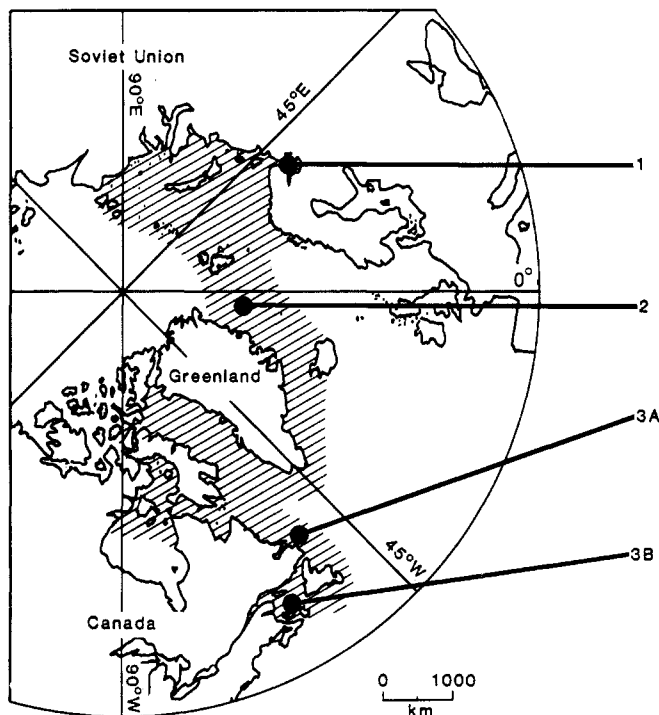 Soviet Union
90°E
45°E
1
0°
2
Greenland
3A
45°W
3B
Canada
90°W
0 1000
km